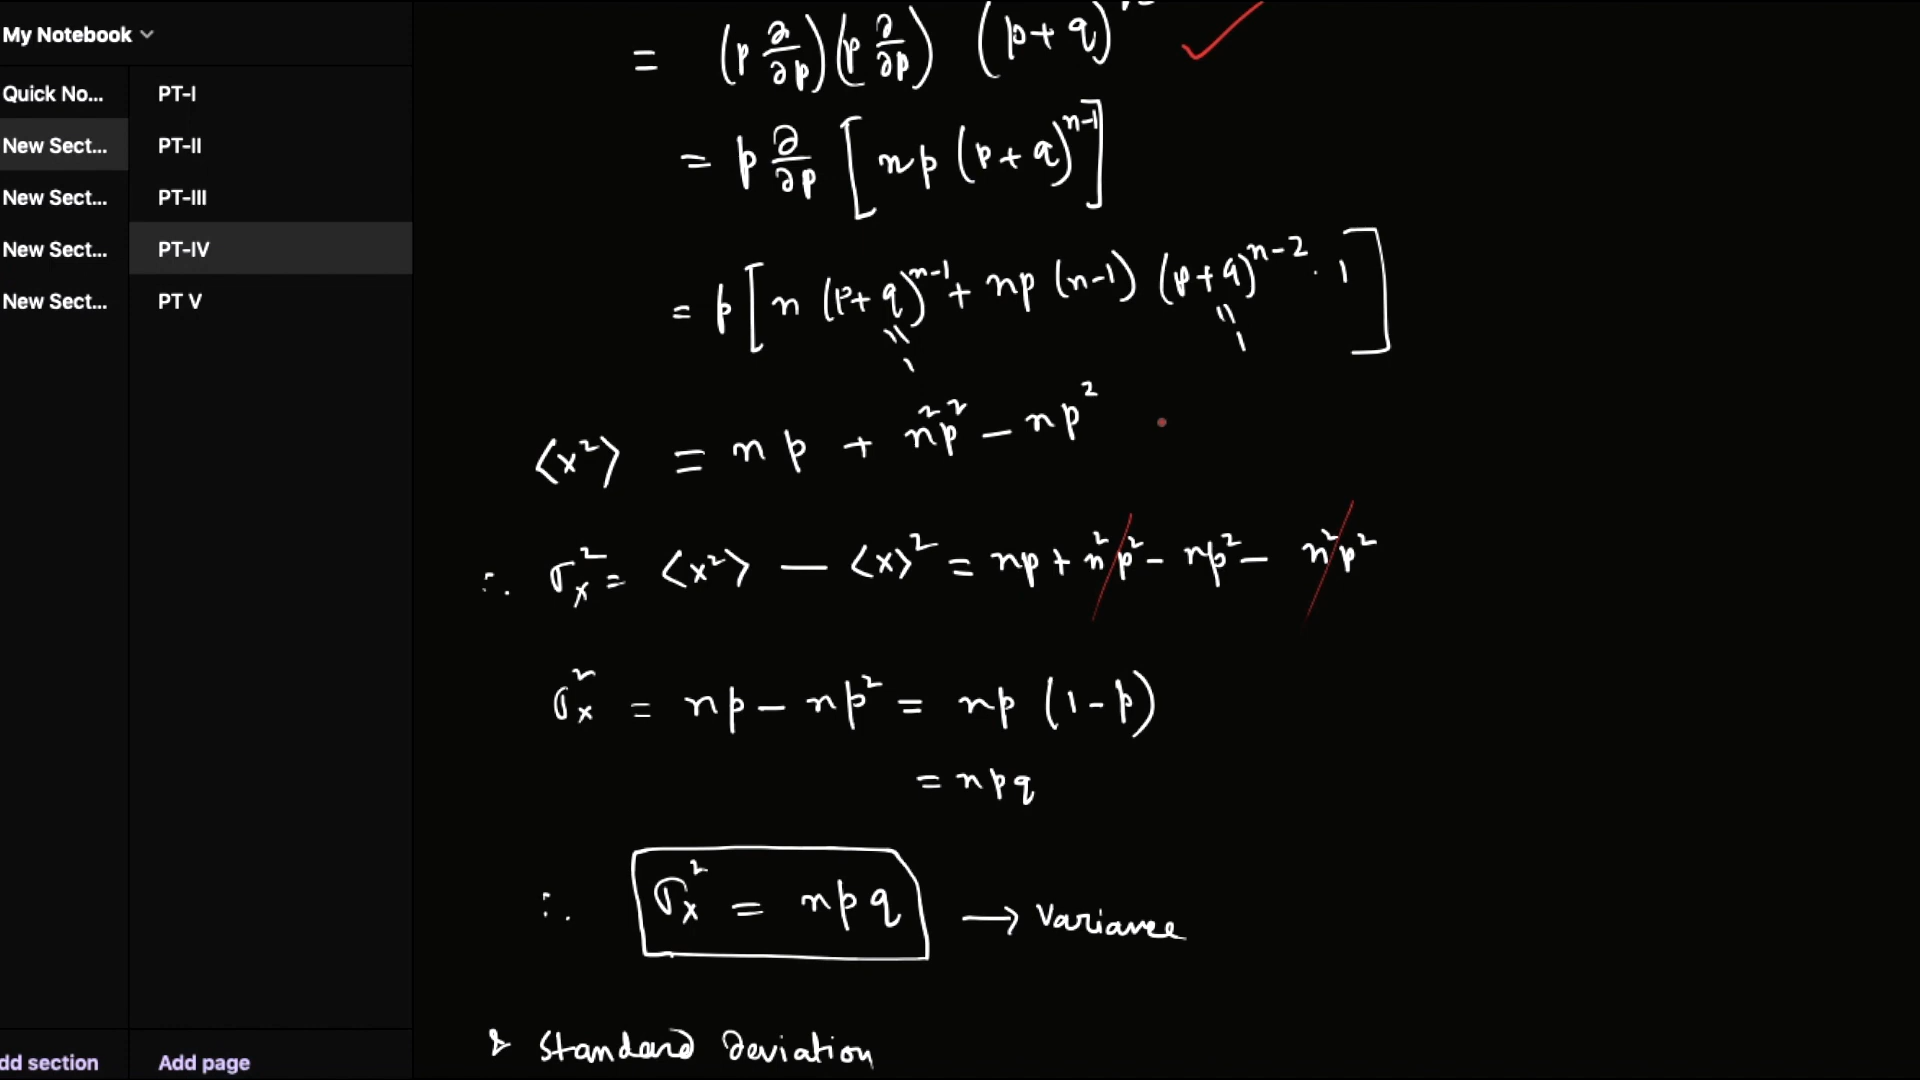 My Notebook
Quick No...
New Sect...
New Sect...
New Sect...
New Sect...
PT-I
PT-II
PT-III
PT-IV
PT V
dd section
Add page
= (p ∂/∂p)(p ∂/∂p) (p+q)
= p ∂/∂p [np (p+q)^{n-1}]
= p [n (p+q)^{n-1} + np (n-1) (p+q)^{n-2} · 1]
" "
1 1
⟨x²⟩ = np + n²p² - np²
∴ σₓ² = ⟨x²⟩ — ⟨x⟩² = np + n²p² - np² - n²p²
σₓ² = np - np² = np (1-p)
= npq
∴ σₓ² = npq → Variance
& Standard Deviation